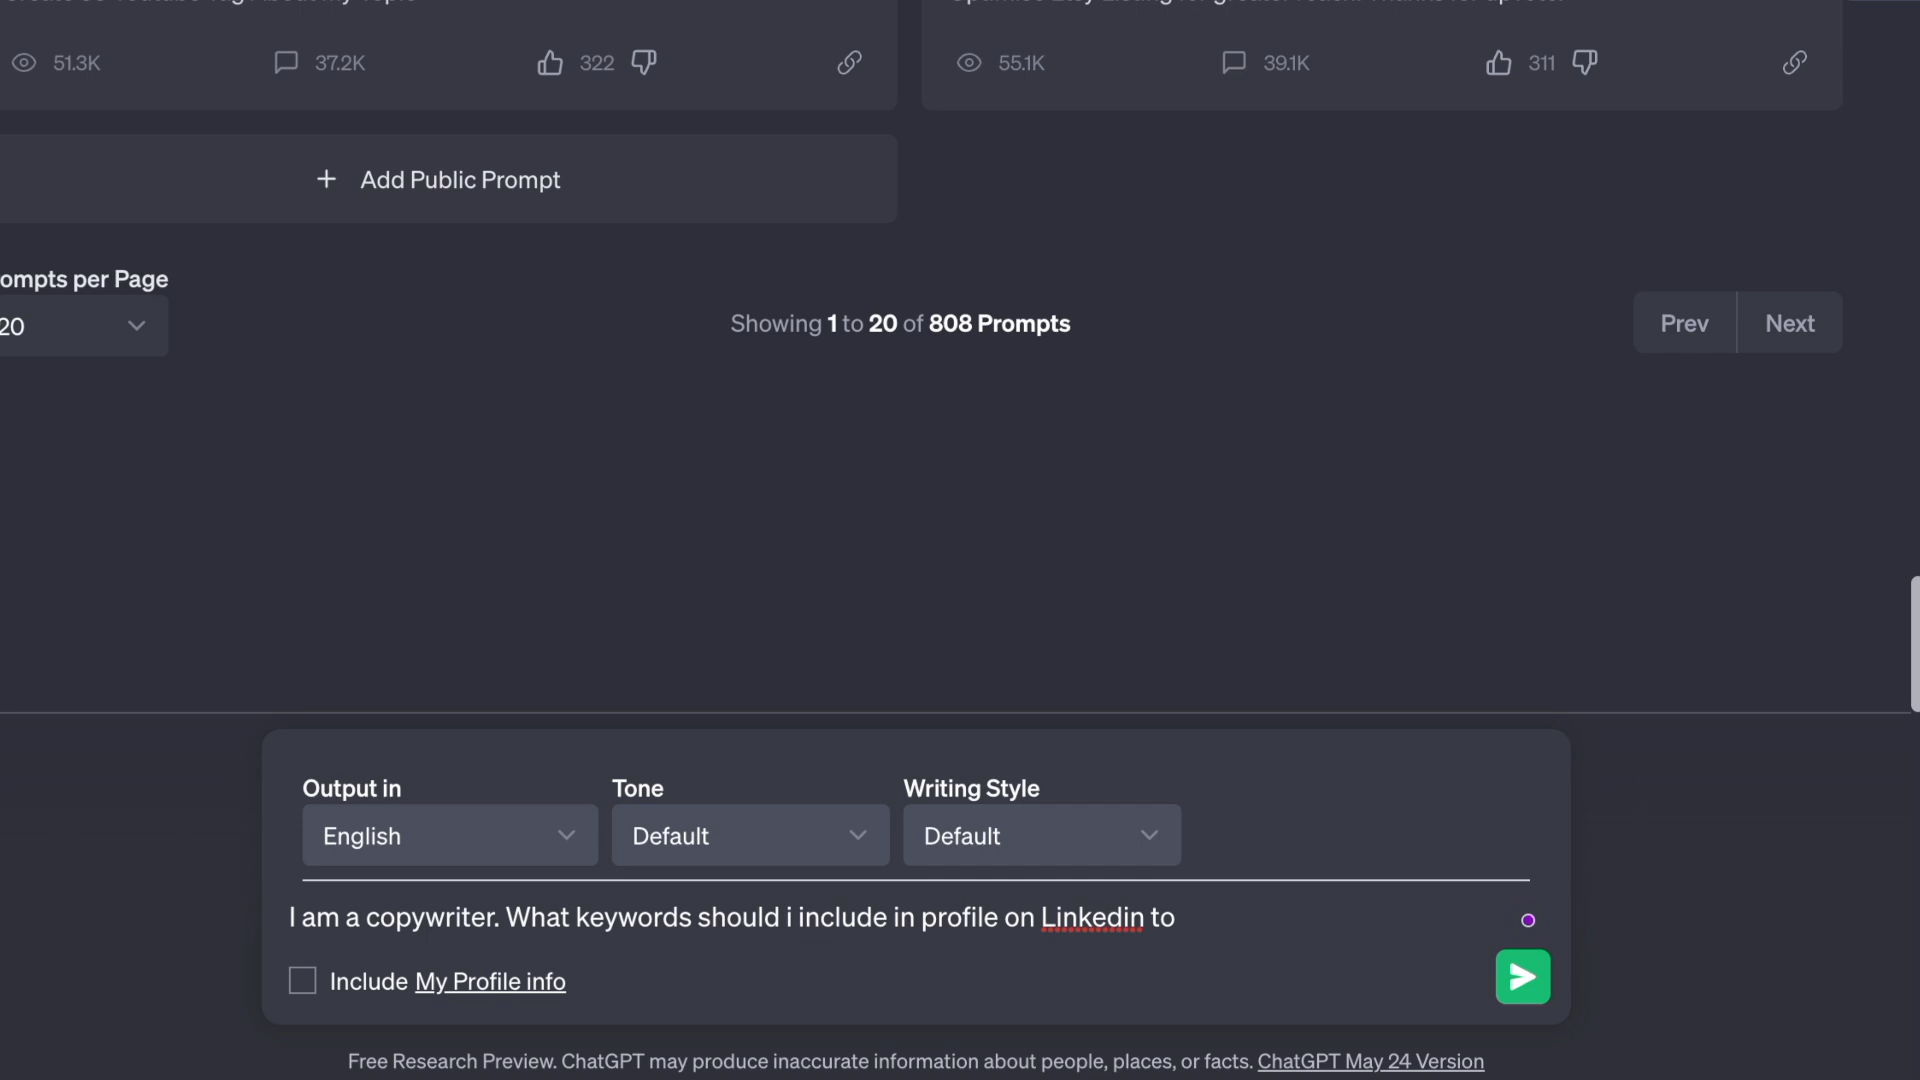 51.3K 37.2K 322
55.1K 39.1K 311
+ Add Public Prompt
ompts per Page
20
Showing 1 to 20 of 808 Prompts
Prev Next
Output in Tone Writing Style
English Default Default
I am a copywriter. What keywords should i include in profile on Linkedin to
Include My Profile info
Free Research Preview. ChatGPT may produce inaccurate information about people, places, or facts. ChatGPT May 24 Version